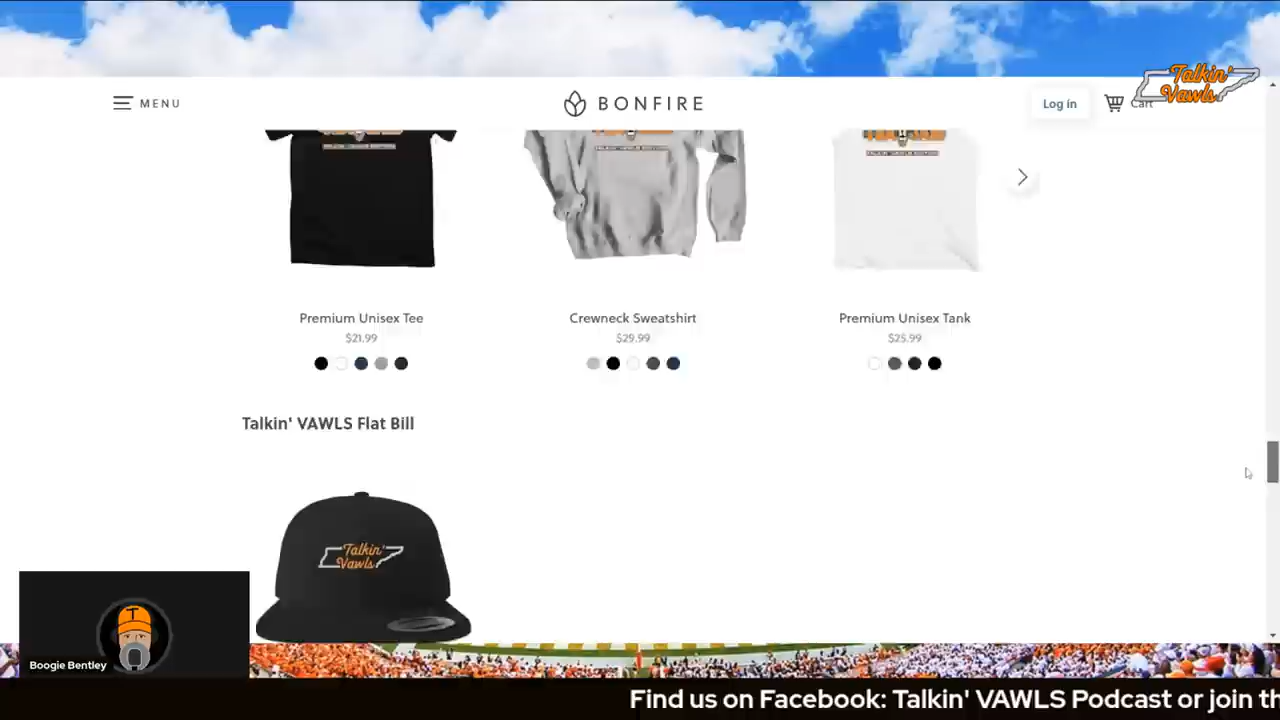 MENU
BONFIRE
Log in
Cart
Talkin'
Vawls
Premium Unisex Tee
$21.99
Crewneck Sweatshirt
$29.99
Premium Unisex Tank
$25.99
Talkin' VAWLS Flat Bill
Talkin'
Vawls
T
Boogie Bentley
Find us on Facebook: Talkin' VAWLS Podcast or join th